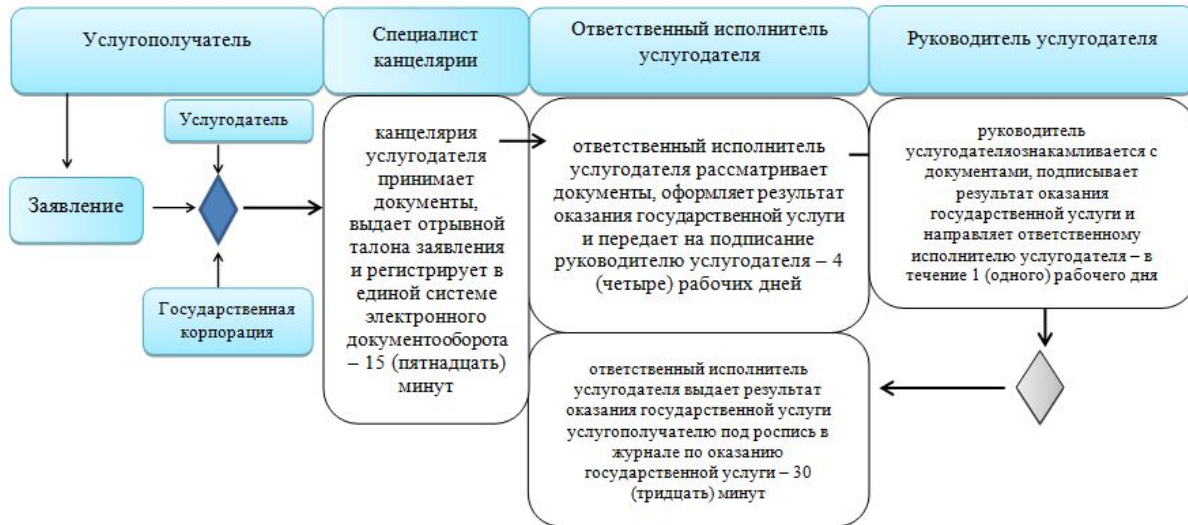 Услугополучатель
Специалист
канцелярии
Ответственный исполнитель
услугодателя
Руководитель услугодателя
Услугодатель
Заявление
Государственная
корпорация
канцелярия
услугодателя
принимает
документы,
выдает отрывной
талона заявления
и регистрирует в
единой системе
электронного
документооборота
– 15 (пятнадцать)
минут
ответственный исполнитель
услугодателя рассматривает
документы, оформляет результат
оказания государственной услуги
и передает на подписание
руководителю услугодателя – 4
(четыре) рабочих дней
руководитель
услугодателяознакамливается с
документами, подписывает
результат оказания
государственной услуги и
направляет ответственному
исполнителю услугодателя – в
течение 1 (одного) рабочего дня
ответственный исполнитель
услугодателя выдает результат
оказания государственной услуги
услугополучателю под роспись в
журнале по оказанию
государственной услуги – 30
(тридцать) минут